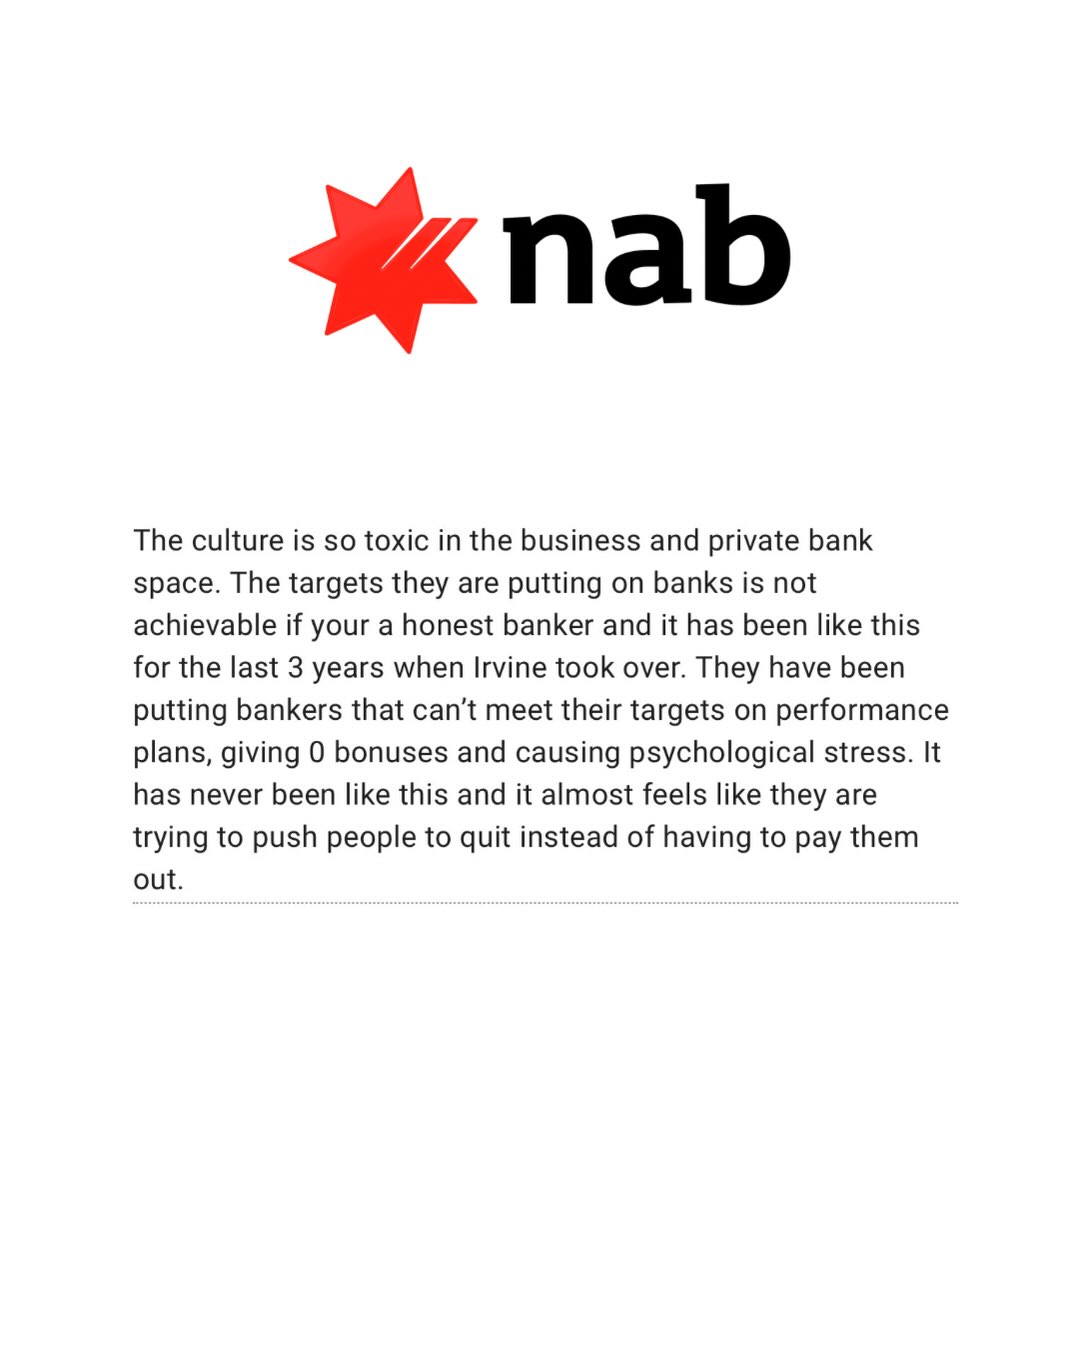 nab
The culture is so toxic in the business and private bank
space. The targets they are putting on banks is not
achievable if your a honest banker and it has been like this
for the last 3 years when Irvine took over. They have been
putting bankers that can’t meet their targets on performance
plans, giving 0 bonuses and causing psychological stress. It
has never been like this and it almost feels like they are
trying to push people to quit instead of having to pay them
out.